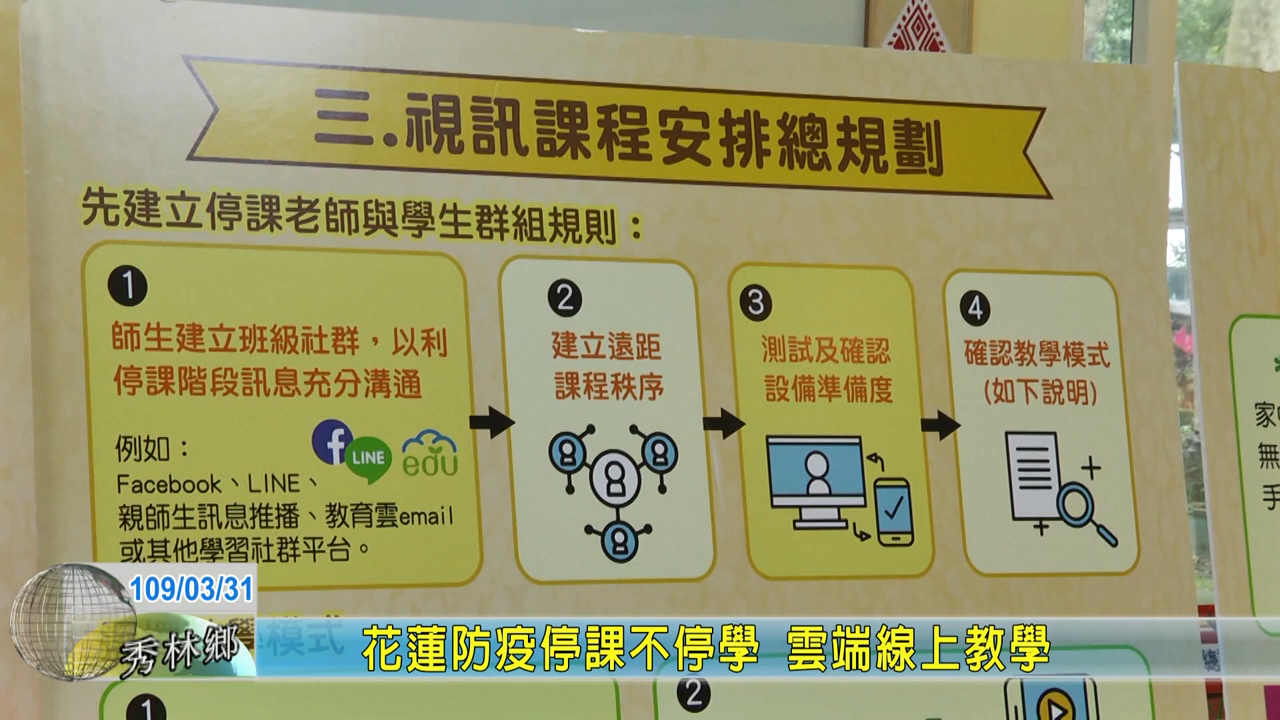 三.視訊課程安排總規劃
先建立停課老師與學生群組規則：
1
師生建立班級社群，以利
停課階段訊息充分溝通
例如：
f LINE edu
Facebook、LINE、
親師生訊息推播、教育雲email
或其他學習社群平台。
2
建立遠距
課程秩序
3
測試及確認
設備準備度
4
確認教學模式
(如下說明)
無
手
109/03/31
秀林鄉
模式
花蓮防疫停課不停學 雲端線上教學
1
2